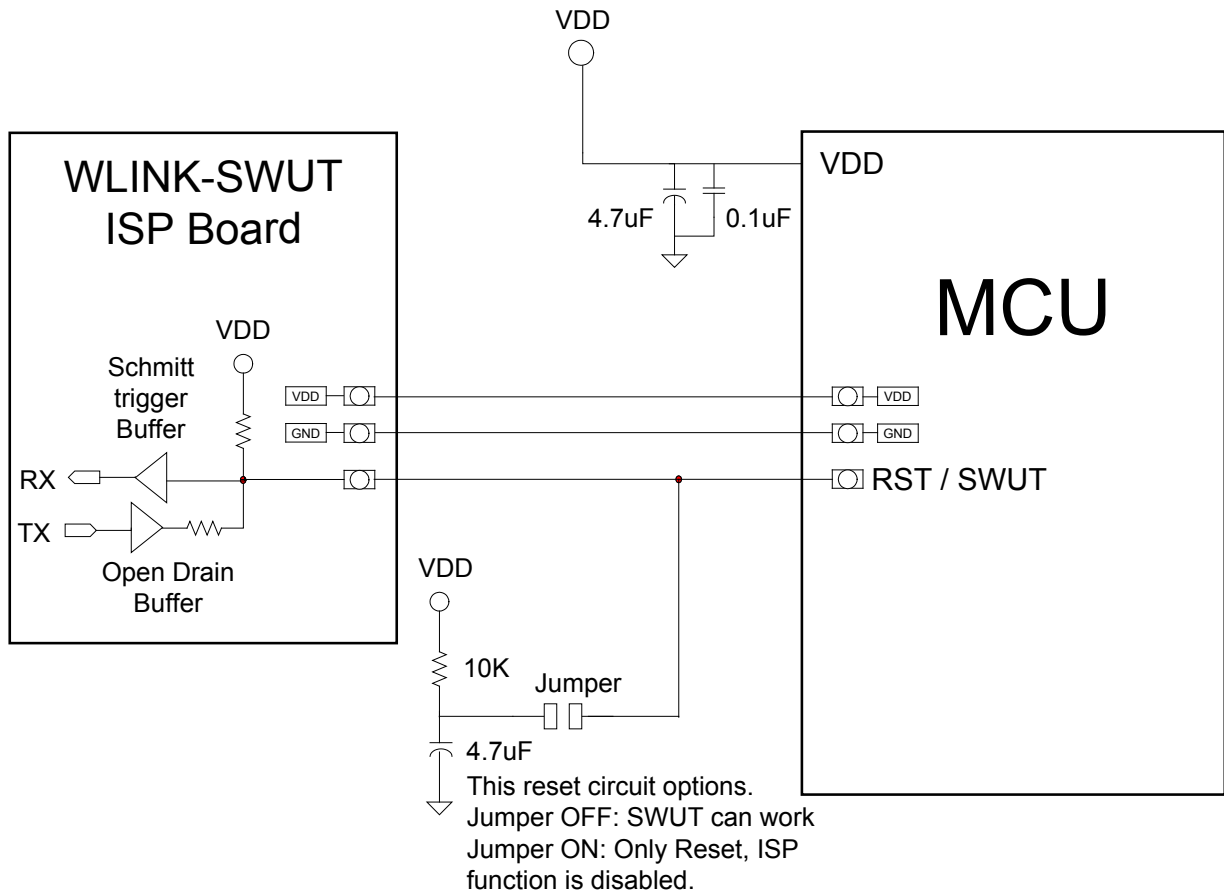 VDD
WLINK-SWUT
ISP Board
VDD
4.7uF
0.1uF
MCU
VDD
Schmitt
trigger
Buffer
VDD
VDD
GND
GND
RX
RST / SWUT
TX
Open Drain
Buffer
VDD
10K
Jumper
4.7uF
This reset circuit options.
Jumper OFF: SWUT can work
Jumper ON: Only Reset, ISP
function is disabled.